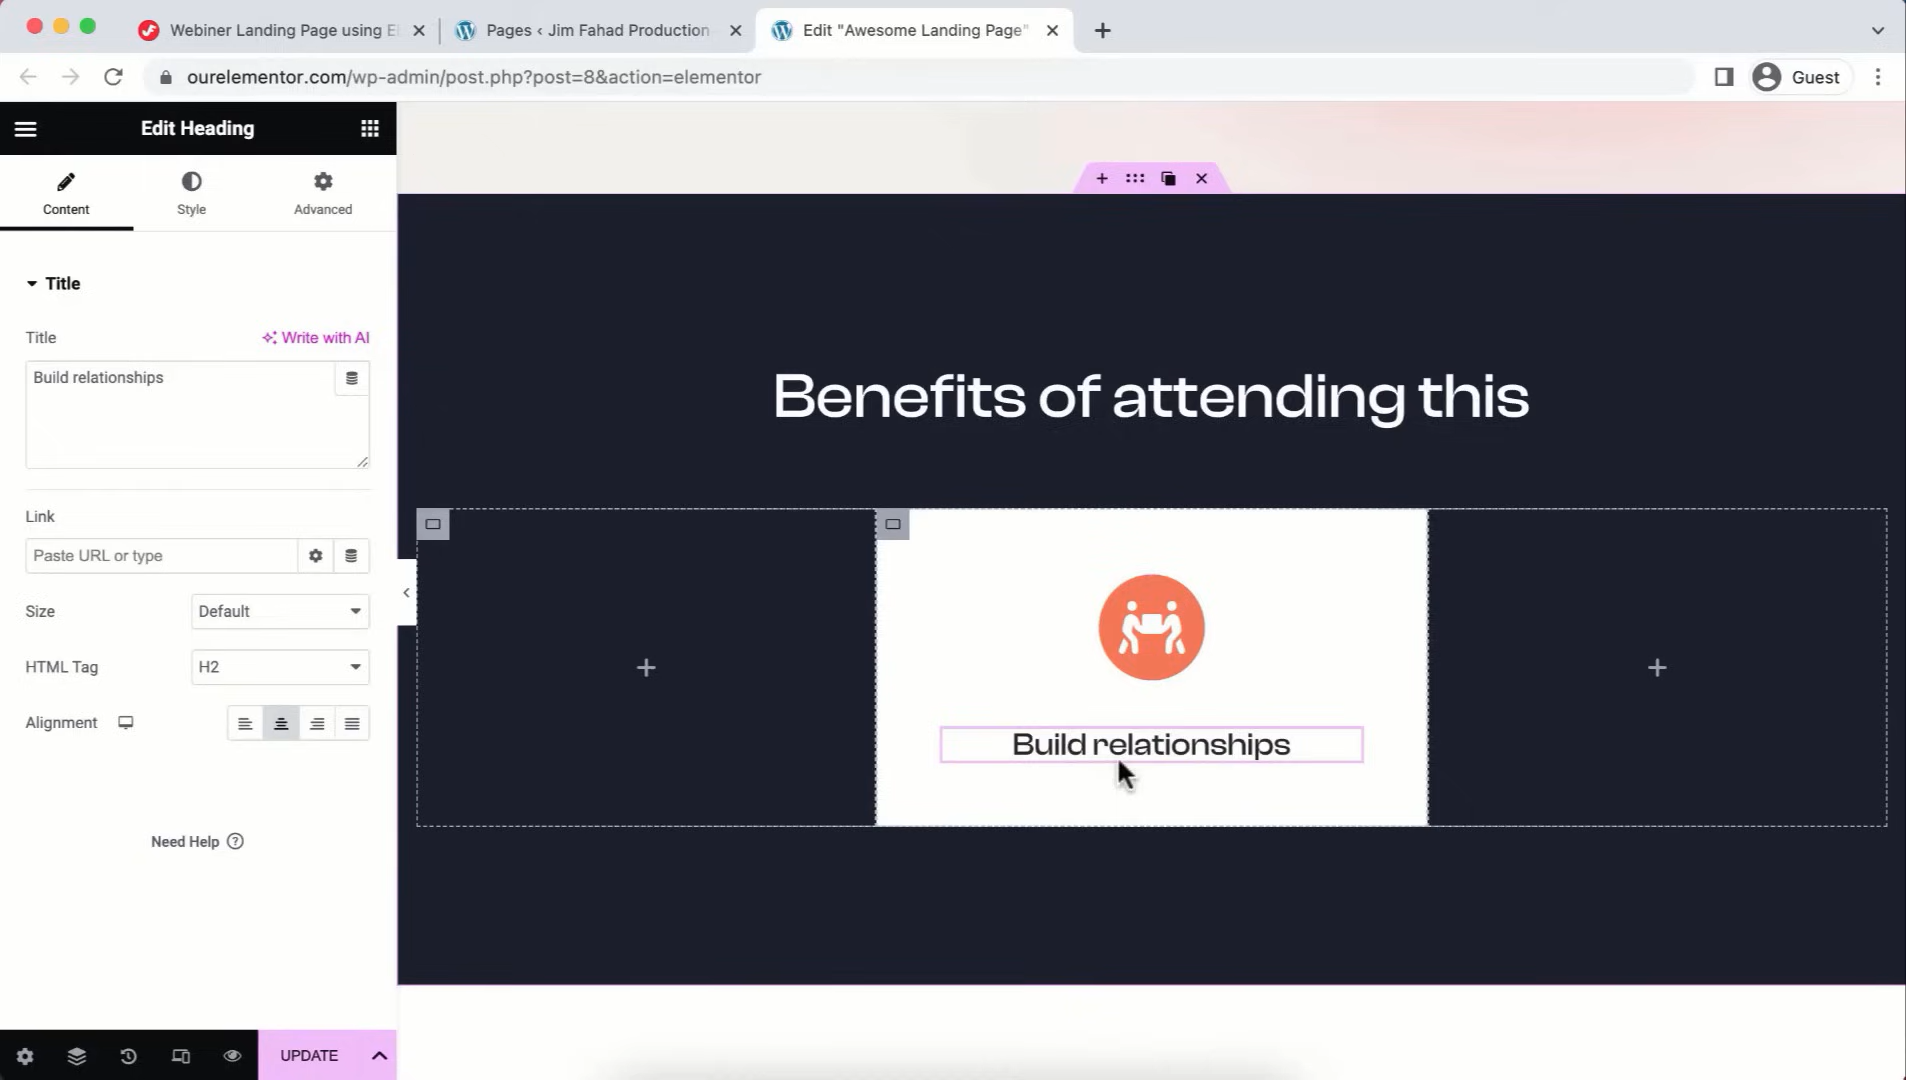 Webiner Landing Page using El
Pages ‹ Jim Fahad Production
Edit "Awesome Landing Page"
ourelementor.com/wp-admin/post.php?post=8&action=elementor
Guest
Edit Heading
Content
Style
Advanced
Title
Title
Write with AI
Build relationships
Link
Paste URL or type
Size
Default
HTML Tag
H2
Alignment
Need Help
UPDATE
Benefits of attending this
Build relationships